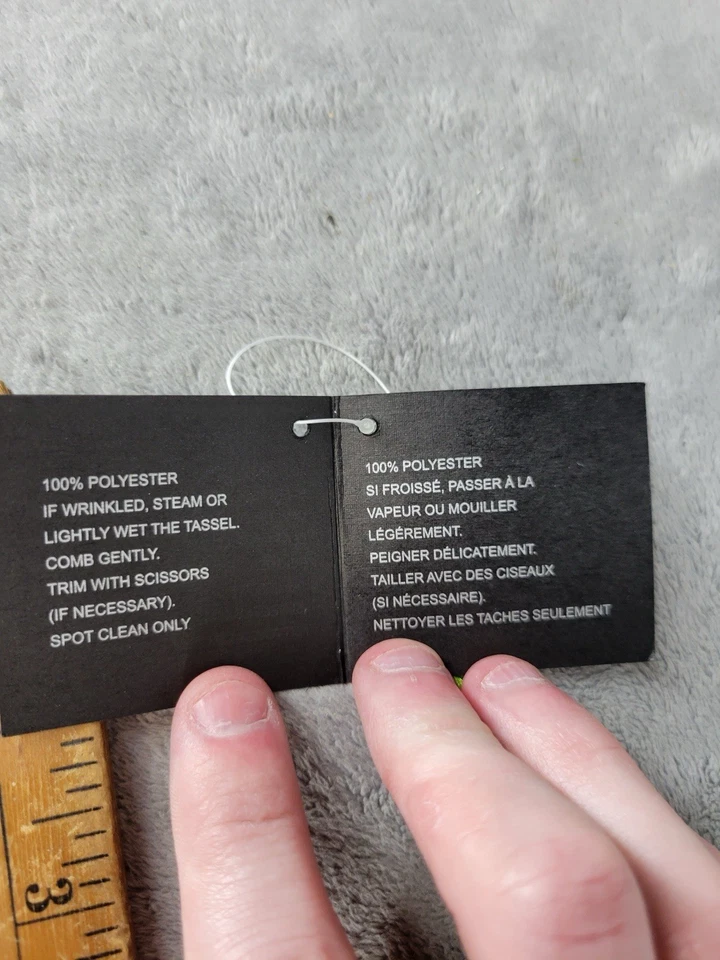 100% POLYESTER
IF WRINKLED, STEAM OR
LIGHTLY WET THE TASSEL.
COMB GENTLY.
TRIM WITH SCISSORS
(IF NECESSARY).
SPOT CLEAN ONLY
100% POLYESTER
SI FROISSÉ, PASSER À LA
VAPEUR OU MOUILLER
LÉGÉREMENT.
PEIGNER DÉLICATEMENT.
TAILLER AVEC DES CISEAUX
(SI NÉCESSAIRE).
NETTOYER LES TACHES SEULEMENT
3